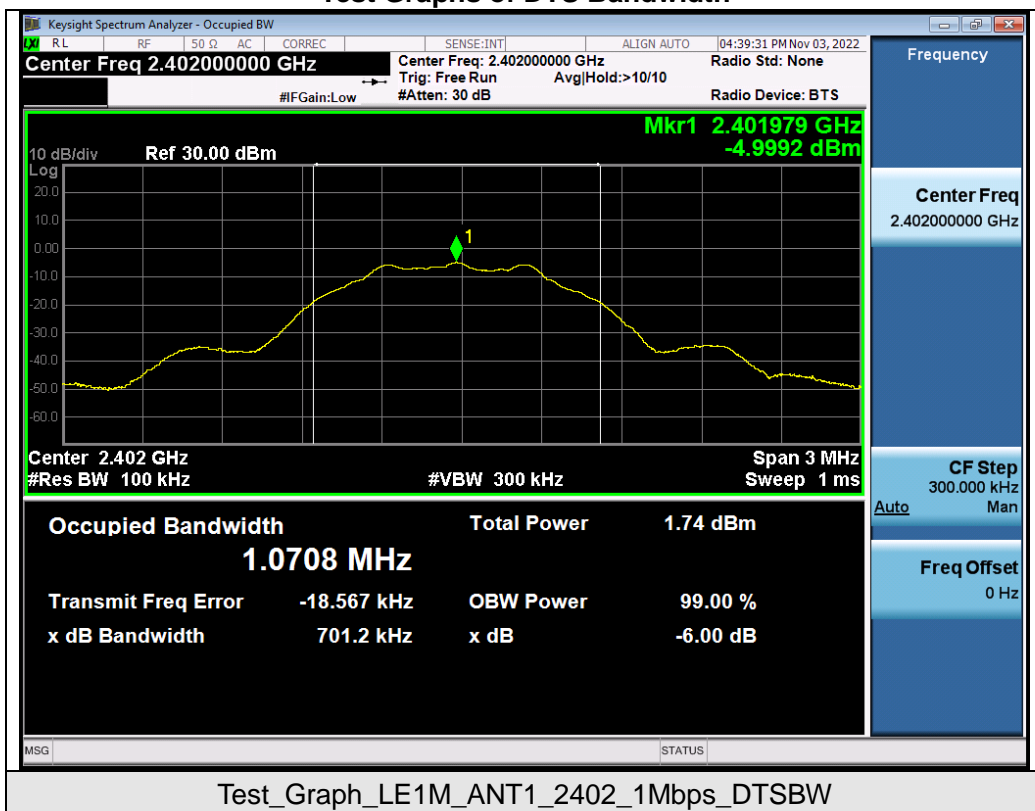 Test Graphs of DTS Bandwidth
Keysight Spectrum Analyzer - Occupied BW
LXI RL RF 50 Ω AC CORREC SENSE:INT ALIGN AUTO 04:39:31 PM Nov 03, 2022
Center Freq 2.402000000 GHz
Center Freq: 2.402000000 GHz Radio Std: None
Trig: Free Run Avg|Hold:>10/10
#IFGain:Low #Atten: 30 dB Radio Device: BTS
Frequency
Mkr1 2.401979 GHz
-4.9992 dBm
10 dB/div Ref 30.00 dBm
Log
20.0
10.0
0.00
-10.0
-20.0
-30.0
-40.0
-50.0
-60.0
1
Center 2.402 GHz Span 3 MHz
#Res BW 100 kHz #VBW 300 kHz Sweep 1 ms
Center Freq
2.402000000 GHz
CF Step
300.000 kHz
Auto Man
Freq Offset
0 Hz
Occupied Bandwidth Total Power 1.74 dBm
1.0708 MHz
Transmit Freq Error -18.567 kHz OBW Power 99.00 %
x dB Bandwidth 701.2 kHz x dB -6.00 dB
MSG STATUS
Test_Graph_LE1M_ANT1_2402_1Mbps_DTSBW